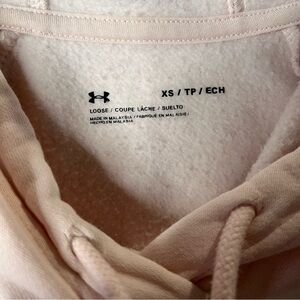 XS / TP / ECH
LOOSE / COUPE LÂCHE / SUELTO
MADE IN MALAYSIA / FABRIQUÉ EN MALAISIE /
HECHO EN MALASIA